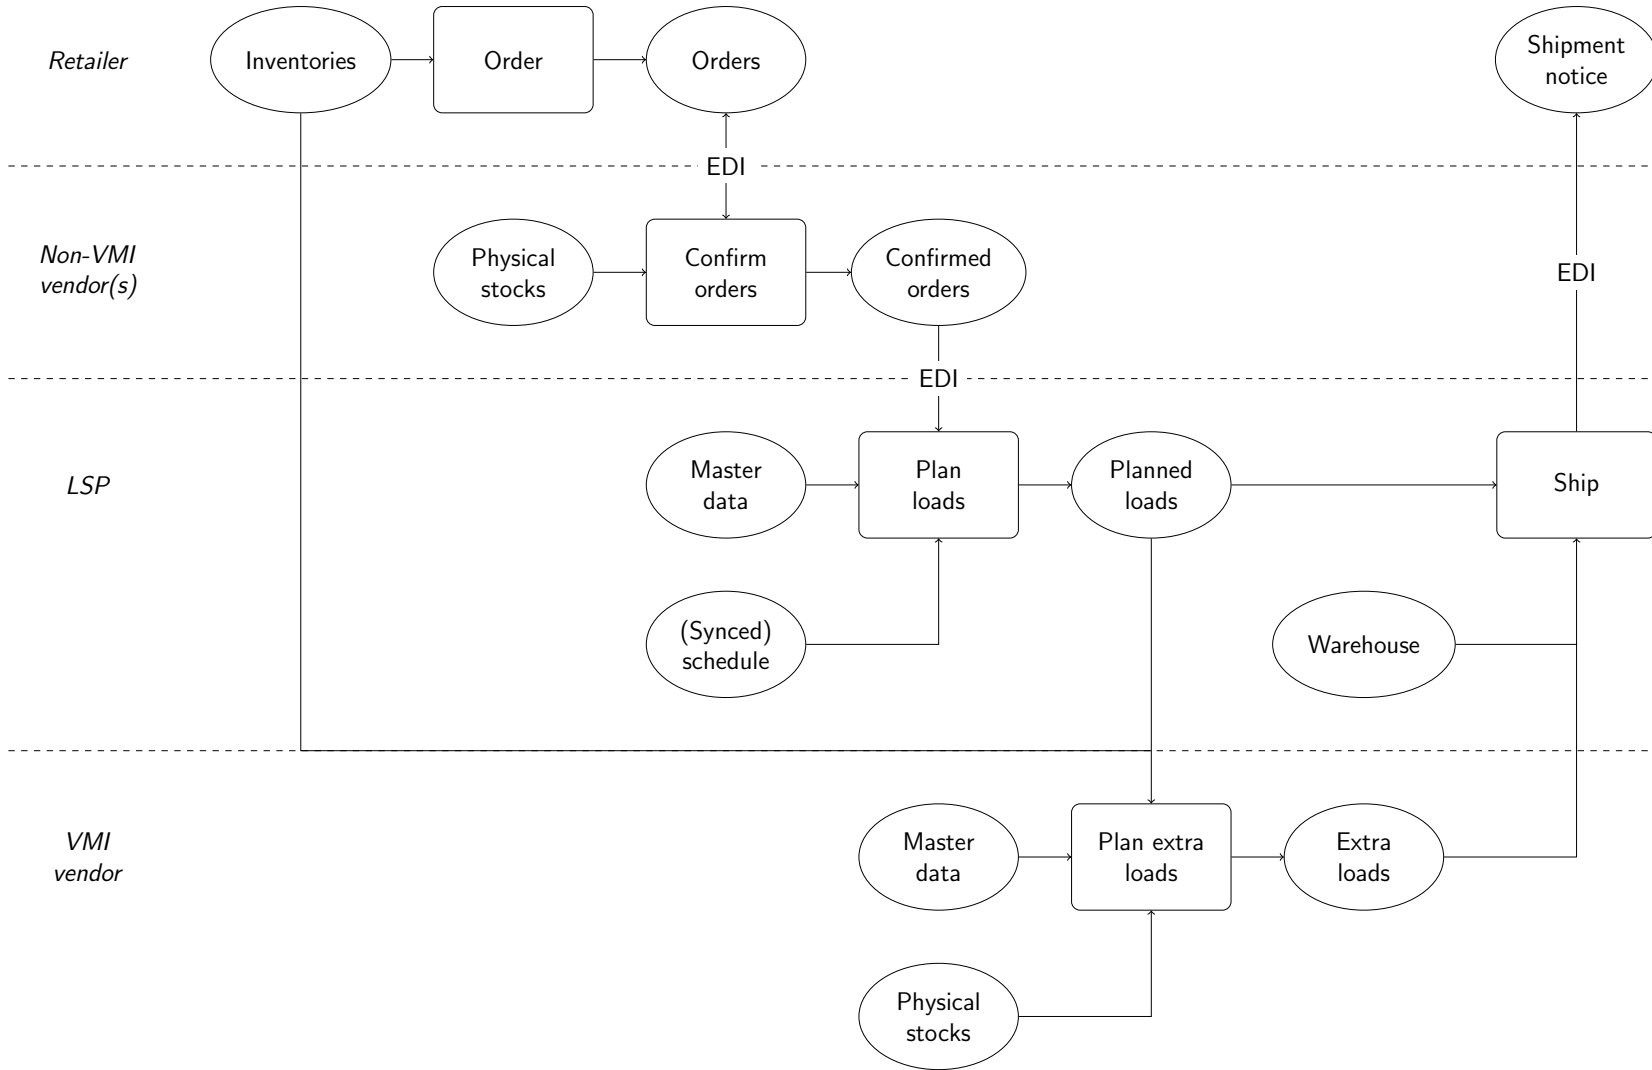 Retailer
Inventories
Order
Orders
Shipment
notice
EDI
Non-VMI
vendor(s)
Physical
stocks
Confirm
orders
Confirmed
orders
EDI
EDI
LSP
Master
data
Plan
loads
Planned
loads
Ship
(Synced)
schedule
Warehouse
VMI
vendor
Master
data
Plan extra
loads
Extra
loads
Physical
stocks